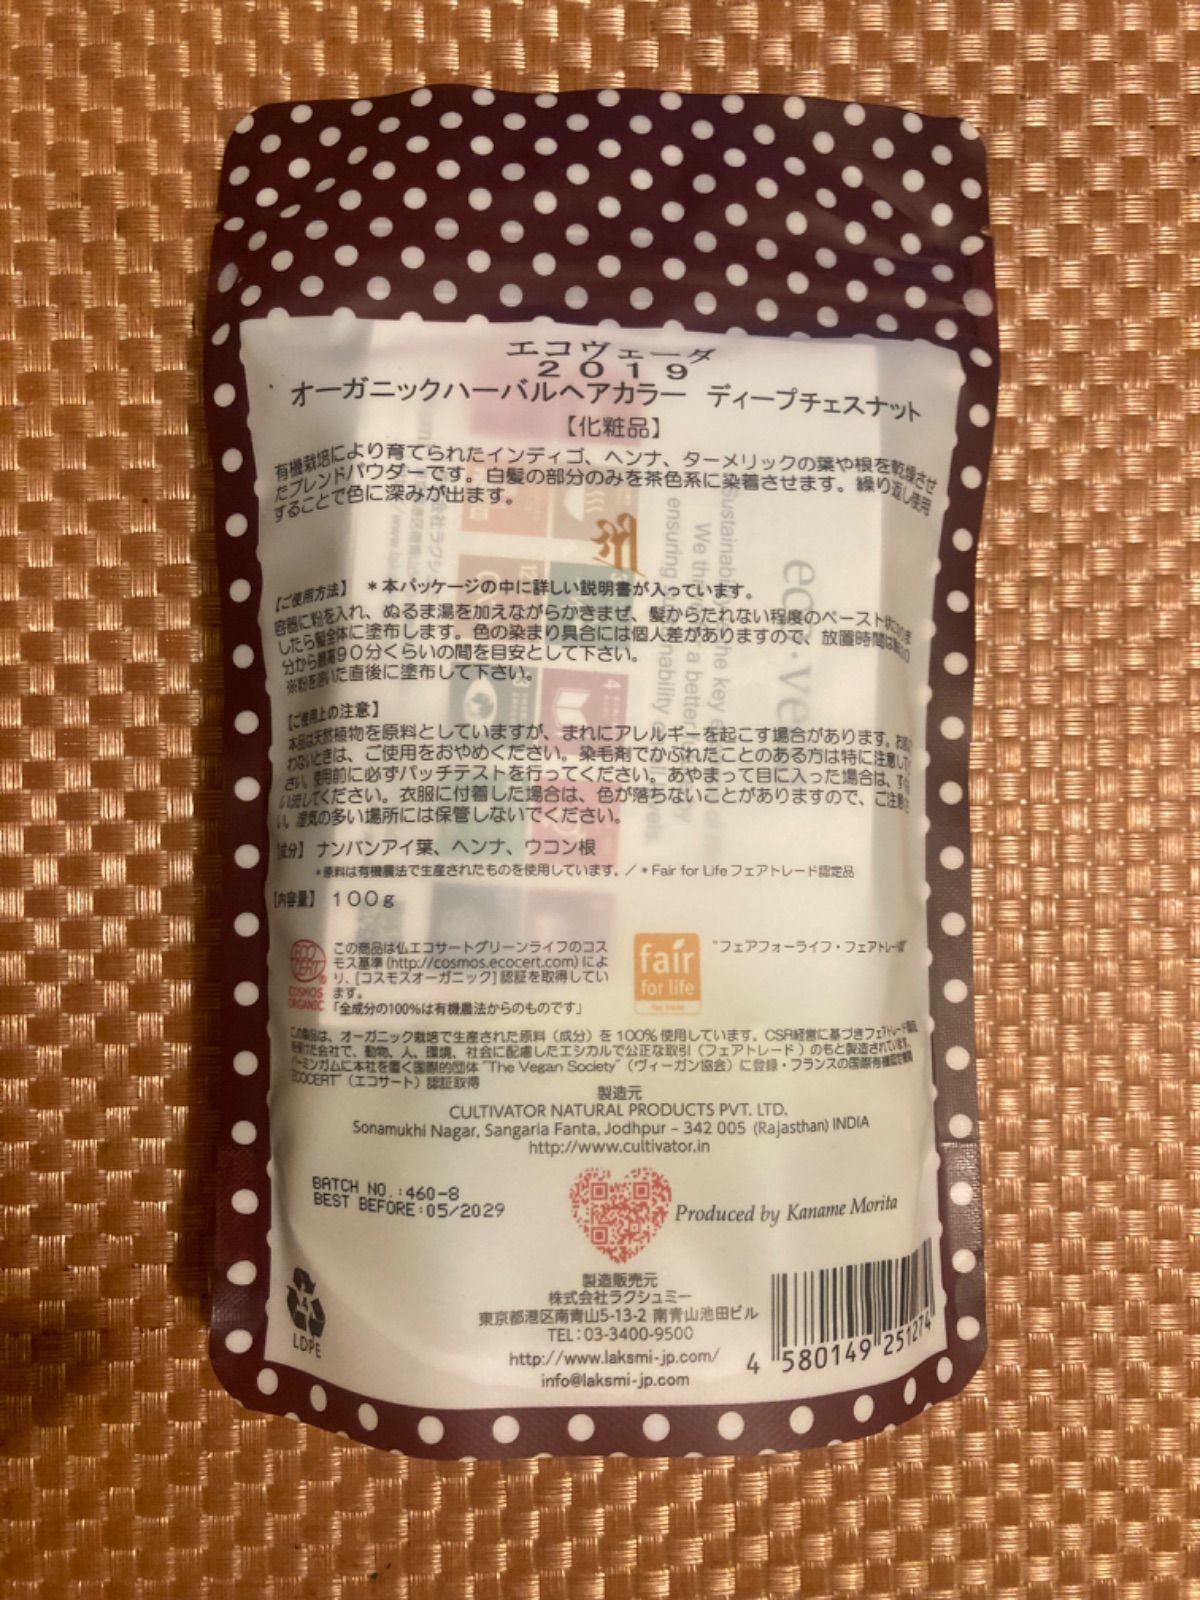 エコヴェーダ
2019
オーガニックハーバルヘアカラー ディープチェスナット
【化粧品】
有機栽培により育てられたインディゴ、ヘンナ、ターメリックの葉や根を乾燥させ
たブレンドパウダーです。白髪の部分のみを茶色系に染着させます。繰り返し使用
することで色に深みが出ます。
【ご使用方法】 *本パッケージの中に詳しい説明書が入っています。
容器に粉を入れ、ぬるま湯を加えながらかきまぜ、髪からたれない程度のペースト状に
したら髪全体に塗布します。色の染まり具合には個人差がありますので、放置時間は
分から最高90分くらいの間を目安として下さい。
※粉を溶いた直後に塗布して下さい。
【ご使用上の注意】
本品は天然植物を原料としていますが、まれにアレルギーを起こす場合があります。お肌に
わないときは、ご使用をおやめください。染毛剤でかぶれたことのある方は特に注意して
さい。使用前に必ずパッチテストを行ってください。あやまって目に入った場合は、すぐ
い流してください。衣服に付着した場合は、色が落ちないことがありますので、ご注意
い。湿気の多い場所には保管しないでください。
【成分】 ナンバンアイ葉、ヘンナ、ウコン根
*原料は有機農法で生産されたものを使用しています。/ *Fair for Lifeフェアトレード認定品
【内容量】 100g
ECO CERT
COSMOS ORGANIC
この商品は仏エコサートグリーンライフのコス
モス基準(http://cosmos.ecocert.com)によ
り、[コスモスオーガニック]認証を取得してい
ます。
「全成分の100%は有機農法からのものです」
fair
for life
fair trade
"フェアフォーライフ・フェアトレード
この製品は、オーガニック栽培で生産された原料(成分)を100%使用しています。CSR経営に基づきフェアトレード認証
を受けた会社で、動物、人、環境、社会に配慮したエシカルで公正な取引(フェアトレード)のもと製造されています。
バーミンガムに本社を置く国際的団体"The Vegan Society"(ヴィーガン協会)に登録・フランスの国際有機認定機関
ECOCERT"(エコサート)認証取得
製造元
CULTIVATOR NATURAL PRODUCTS PVT. LTD.
Sonamukhi Nagar, Sangaria Fanta, Jodhpur - 342 005 (Rajasthan) INDIA
http://www.cultivator.in
BATCH NO.:460-8
BEST BEFORE:05/2029
Produced by Kaname Morita
製造販売元
株式会社ラクシュミー
東京都港区南青山5-13-2 南青山池田ビル
TEL:03-3400-9500
http://www.laksmi-jp.com/
info@laksmi-jp.com
4
LDPE
4 580149 251274